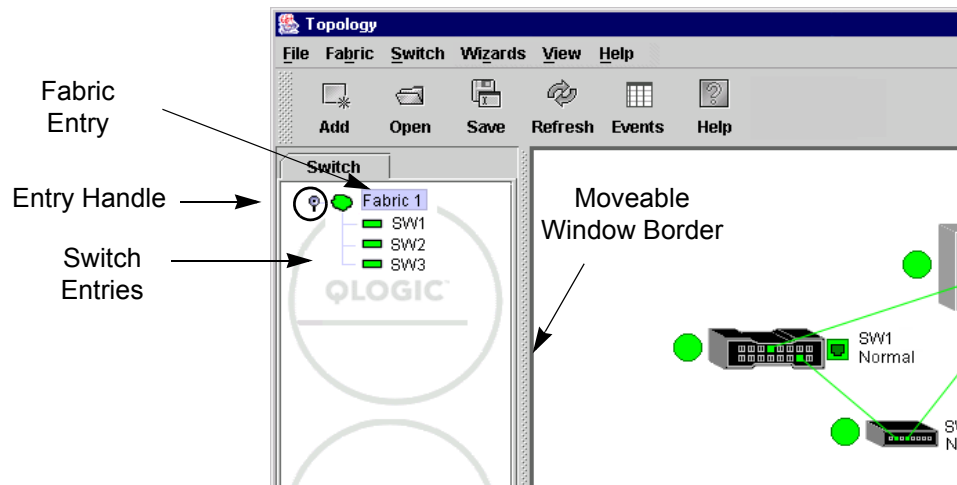 Topology
File Fabric Switch Wizards View Help
Add Open Save Refresh Events Help
Fabric
Entry
Switch
Entry Handle
Fabric 1
SW1
SW2
SW3
Switch
Entries
QLOGIC
Moveable
Window Border
SW1
Normal